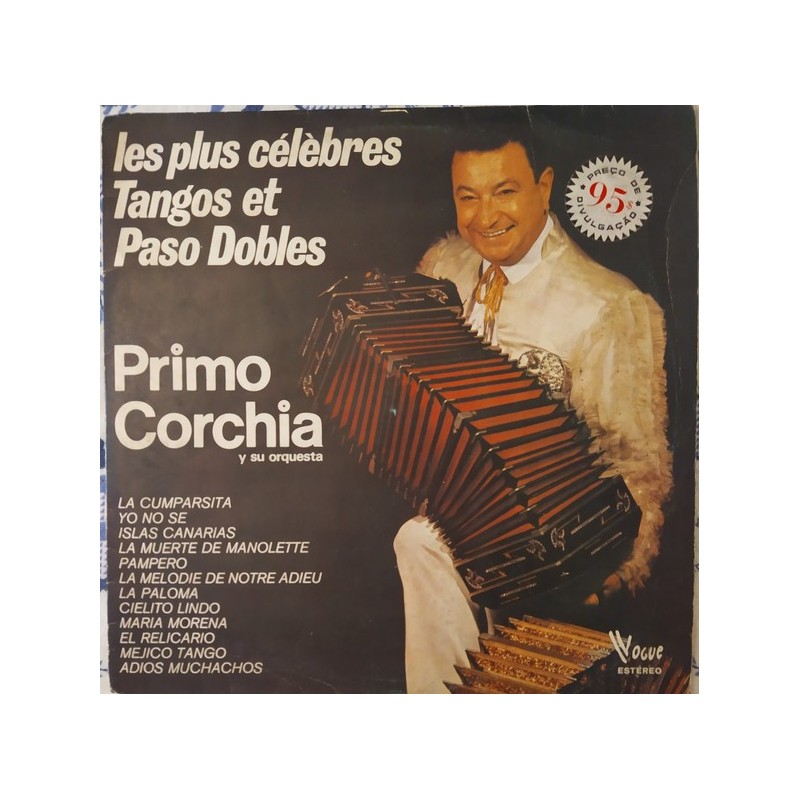 les plus célèbres
Tangos et
Paso Dobles
PREÇO DE
95$
DIVULGAÇÃO
Primo
Corchia
y su orquesta
LA CUMPARSITA
YO NO SE
ISLAS CANARIAS
LA MUERTE DE MANOLETTE
PAMPERO
LA MELODIE DE NOTRE ADIEU
LA PALOMA
CIELITO LINDO
MARIA MORENA
EL RELICARIO
MEJICO TANGO
ADIOS MUCHACHOS
Vogue
ESTÉREO